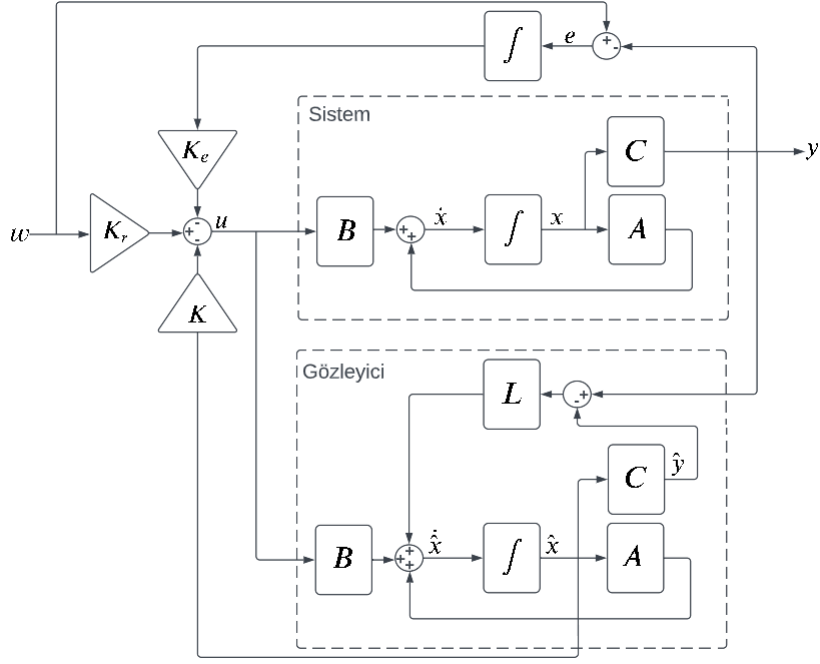 ∫ e + -
Sistem
K_e
C y
w K_r + - - u B + + ẋ ∫ x A
K
Gözleyici
L - +
C ŷ
B + + + x̂̇ ∫ x̂ A